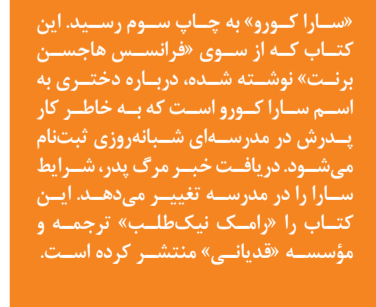 «سارا کورو» به چاپ سوم رسید. این
کتاب که از سوی «فرانسس هاجسن
برنت» نوشته شده، درباره دختری به
اسم سارا کورو است که به خاطر کار
پدرش در مدرسه‌ای شبانه‌روزی ثبت‌نام
می‌شود. دریافت خبر مرگ پدر، شرایط
سارا را در مدرسه تغییر می‌دهد. این
کتاب را «رامک نیک‌طلب» ترجمه و
مؤسسه «قدیانی» منتشر کرده است.